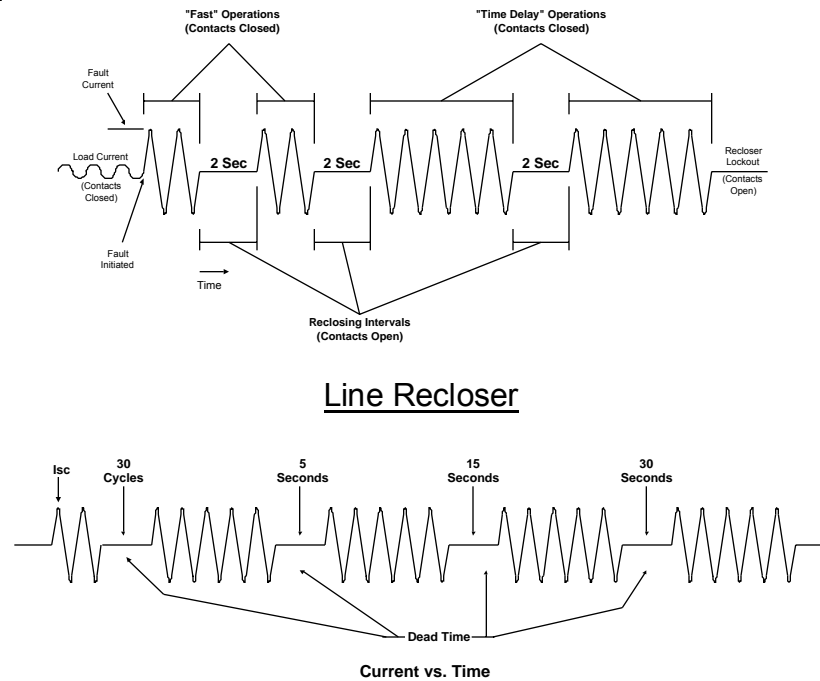 "Fast" Operations
(Contacts Closed)
"Time Delay" Operations
(Contacts Closed)
Fault
Current
Load Current
(Contacts
Closed)
2 Sec
2 Sec
2 Sec
Recloser
Lockout
(Contacts
Open)
Fault
Initiated
Time
Reclosing Intervals
(Contacts Open)
Line Recloser
Isc
30
Cycles
5
Seconds
15
Seconds
30
Seconds
Dead Time
Current vs. Time